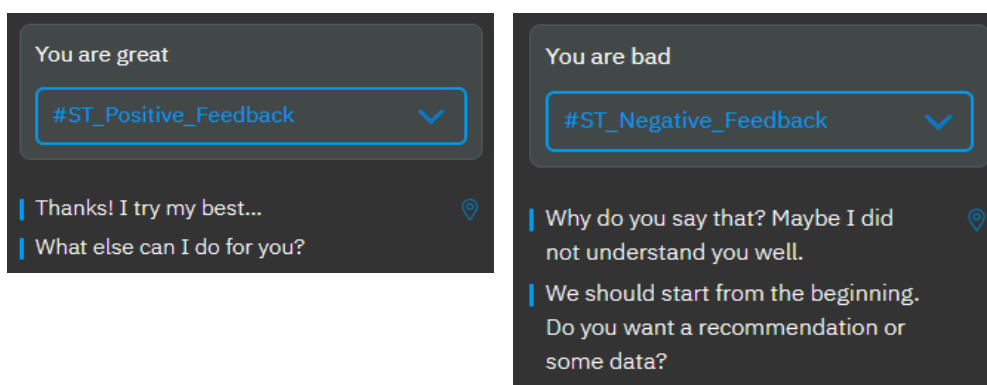 You are great
#ST_Positive_Feedback
Thanks! I try my best...
What else can I do for you?
You are bad
#ST_Negative_Feedback
Why do you say that? Maybe I did
not understand you well.
We should start from the beginning.
Do you want a recommendation or
some data?